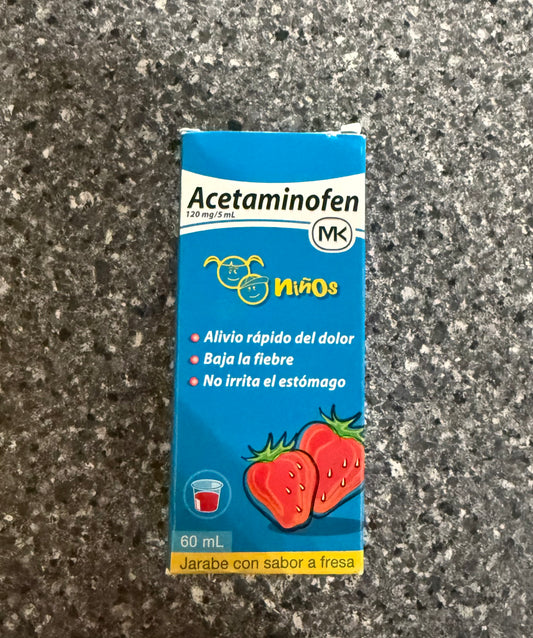 Acetaminofen
120 mg/5 mL
MK
niñOs
Alivio rápido del dolor
Baja la fiebre
No irrita el estómago
60 mL
Jarabe con sabor a fresa